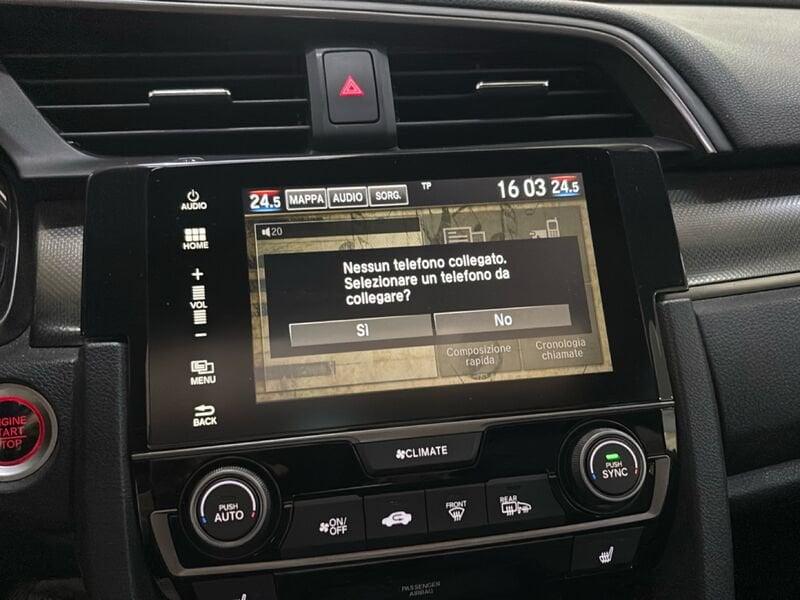 24.5 MAPPA AUDIO SORG. TP 16 03 24.5
20
Nessun telefono collegato.
Selezionare un telefono da
collegare?
Sì No
Composizione
rapida
Cronologia
chiamate
AUDIO
HOME
+
VOL
−
MENU
BACK
ENGINE
START
STOP
CLIMATE
PUSH
AUTO
ON/
OFF
FRONT
REAR
PUSH
SYNC
PASSENGER
AIRBAG